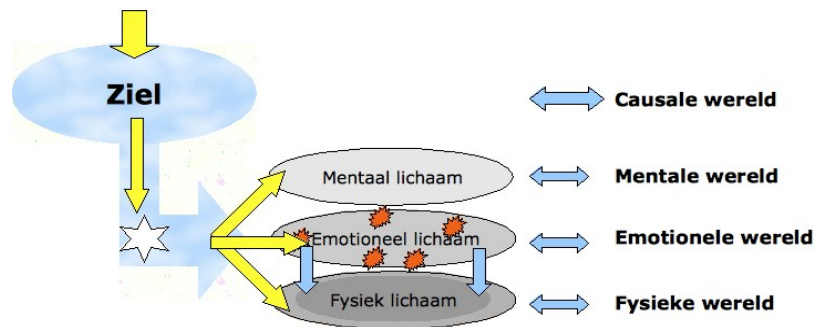 Ziel
Causale wereld
Mentaal lichaam
Mentale wereld
Emotioneel lichaam
Emotionele wereld
Fysiek lichaam
Fysieke wereld